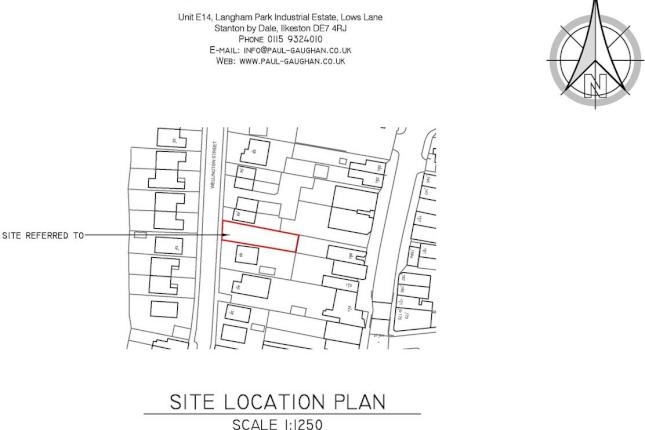 Unit E14, Langham Park Industrial Estate, Lows Lane
Stanton by Dale, Ilkeston DE7 4RJ
PHONE 0115 9324010
E-MAIL: INFO@PAUL-GAUGHAN.CO.UK
WEB: WWW.PAUL-GAUGHAN.CO.UK
N
WELLINGTON STREET
SITE REFERRED TO
SITE LOCATION PLAN
SCALE 1:1250